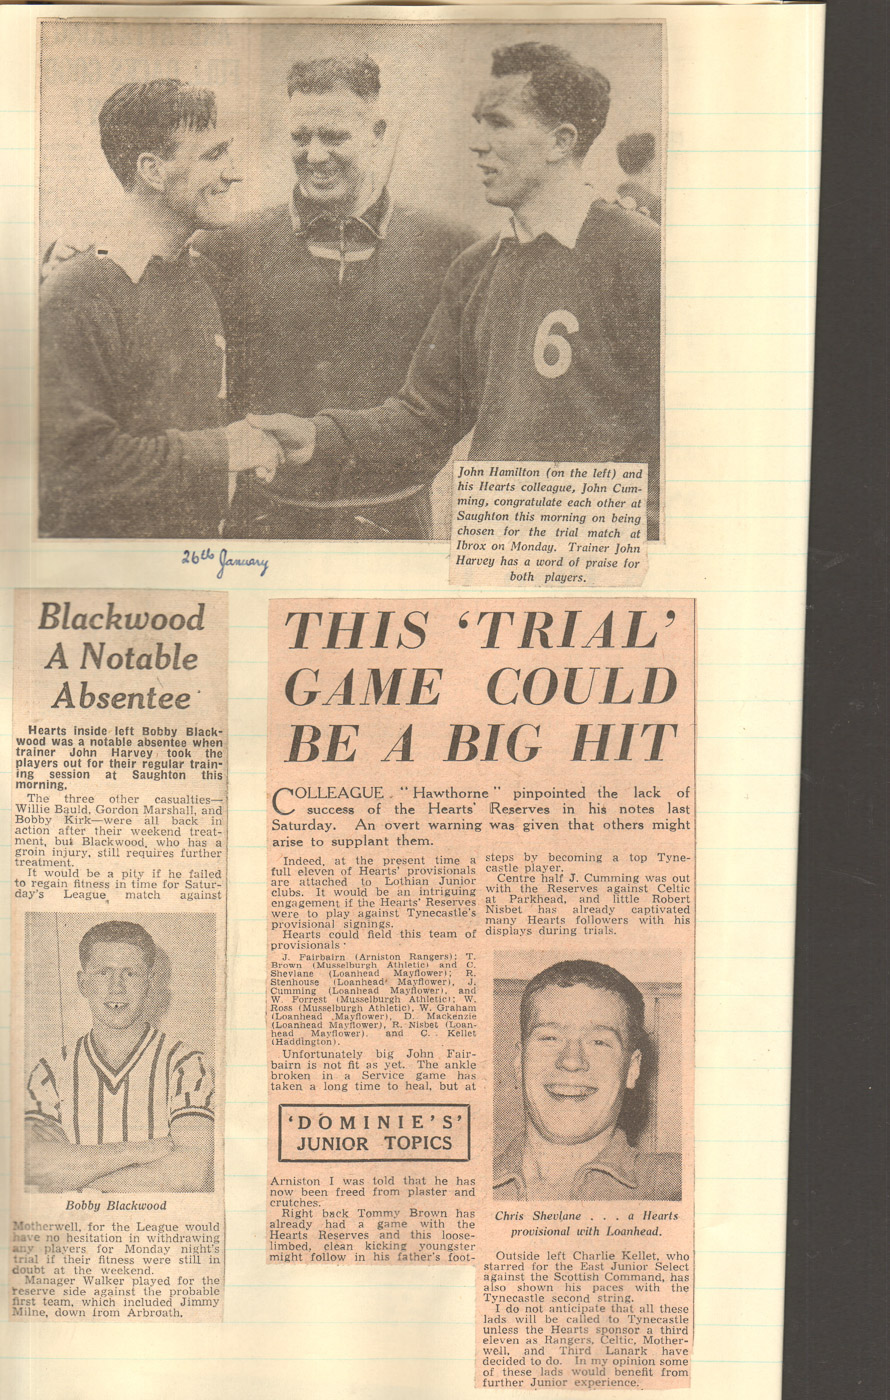 6
John Hamilton (on the left) and
his Hearts colleague, John Cum-
ming, congratulate each other at
Saughton this morning on being
chosen for the trial match at
Ibrox on Monday. Trainer John
Harvey has a word of praise for
both players.
26th January
Blackwood
A Notable
Absentee
Hearts inside left Bobby Black-
wood was a notable absentee when
trainer John Harvey took the
players out for their regular train-
ing session at Saughton this
morning.
The three other casualties—
Willie Bauld, Gordon Marshall, and
Bobby Kirk—were all back in
action after their weekend treat-
ment, but Blackwood, who has a
groin injury, still requires further
treatment.
It would be a pity if he failed
to regain fitness in time for Satur-
day's League match against
Bobby Blackwood
Motherwell, for the League would
have no hesitation in withdrawing
any players for Monday night's
trial if their fitness were still in
doubt at the weekend.
Manager Walker played for the
reserve side against the probable
first team, which included Jimmy
Milne, down from Arbroath.
THIS 'TRIAL'
GAME COULD
BE A BIG HIT
COLLEAGUE "Hawthorne" pinpointed the lack of
success of the Hearts' Reserves in his notes last
Saturday. An overt warning was given that others might
arise to supplant them.
Indeed, at the present time a
full eleven of Hearts' provisionals
are attached to Lothian Junior
clubs. It would be an intriguing
engagement if the Hearts' Reserves
were to play against Tynecastle's
provisional signings.
Hearts could field this team of
provisionals:
J. Fairbairn (Arniston Rangers); T.
Brown (Musselburgh Athletic) and C.
Shevlane (Loanhead Mayflower); R.
Stenhouse (Loanhead Mayflower), J.
Cumming (Loanhead Mayflower), and
W. Forrest (Musselburgh Athletic); W.
Ross (Musselburgh Athletic), W. Graham
(Loanhead Mayflower), D. Mackenzie
(Loanhead Mayflower), R. Nisbet (Loan-
head Mayflower). and C. Kellet
(Haddington).
Unfortunately big John Fair-
bairn is not fit as yet. The ankle
broken in a Service game has
taken a long time to heal, but at
'DOMINIE'S'
JUNIOR TOPICS
Arniston I was told that he has
now been freed from plaster and
crutches.
Right back Tommy Brown has
already had a game with the
Hearts Reserves and this loose-
limbed, clean kicking youngster
might follow in his father's foot-
steps by becoming a top Tyne-
castle player.
Centre half J. Cumming was out
with the Reserves against Celtic
at Parkhead, and little Robert
Nisbet has already captivated
many Hearts followers with his
displays during trials.
Chris Shevlane . . . a Hearts
provisional with Loanhead.
Outside left Charlie Kellet, who
starred for the East Junior Select
against the Scottish Command, has
also shown his paces with the
Tynecastle second string.
I do not anticipate that all these
lads will be called to Tynecastle
unless the Hearts sponsor a third
eleven as Rangers, Celtic, Mother-
well, and Third Lanark have
decided to do. In my opinion some
of these lads would benefit from
further Junior experience.